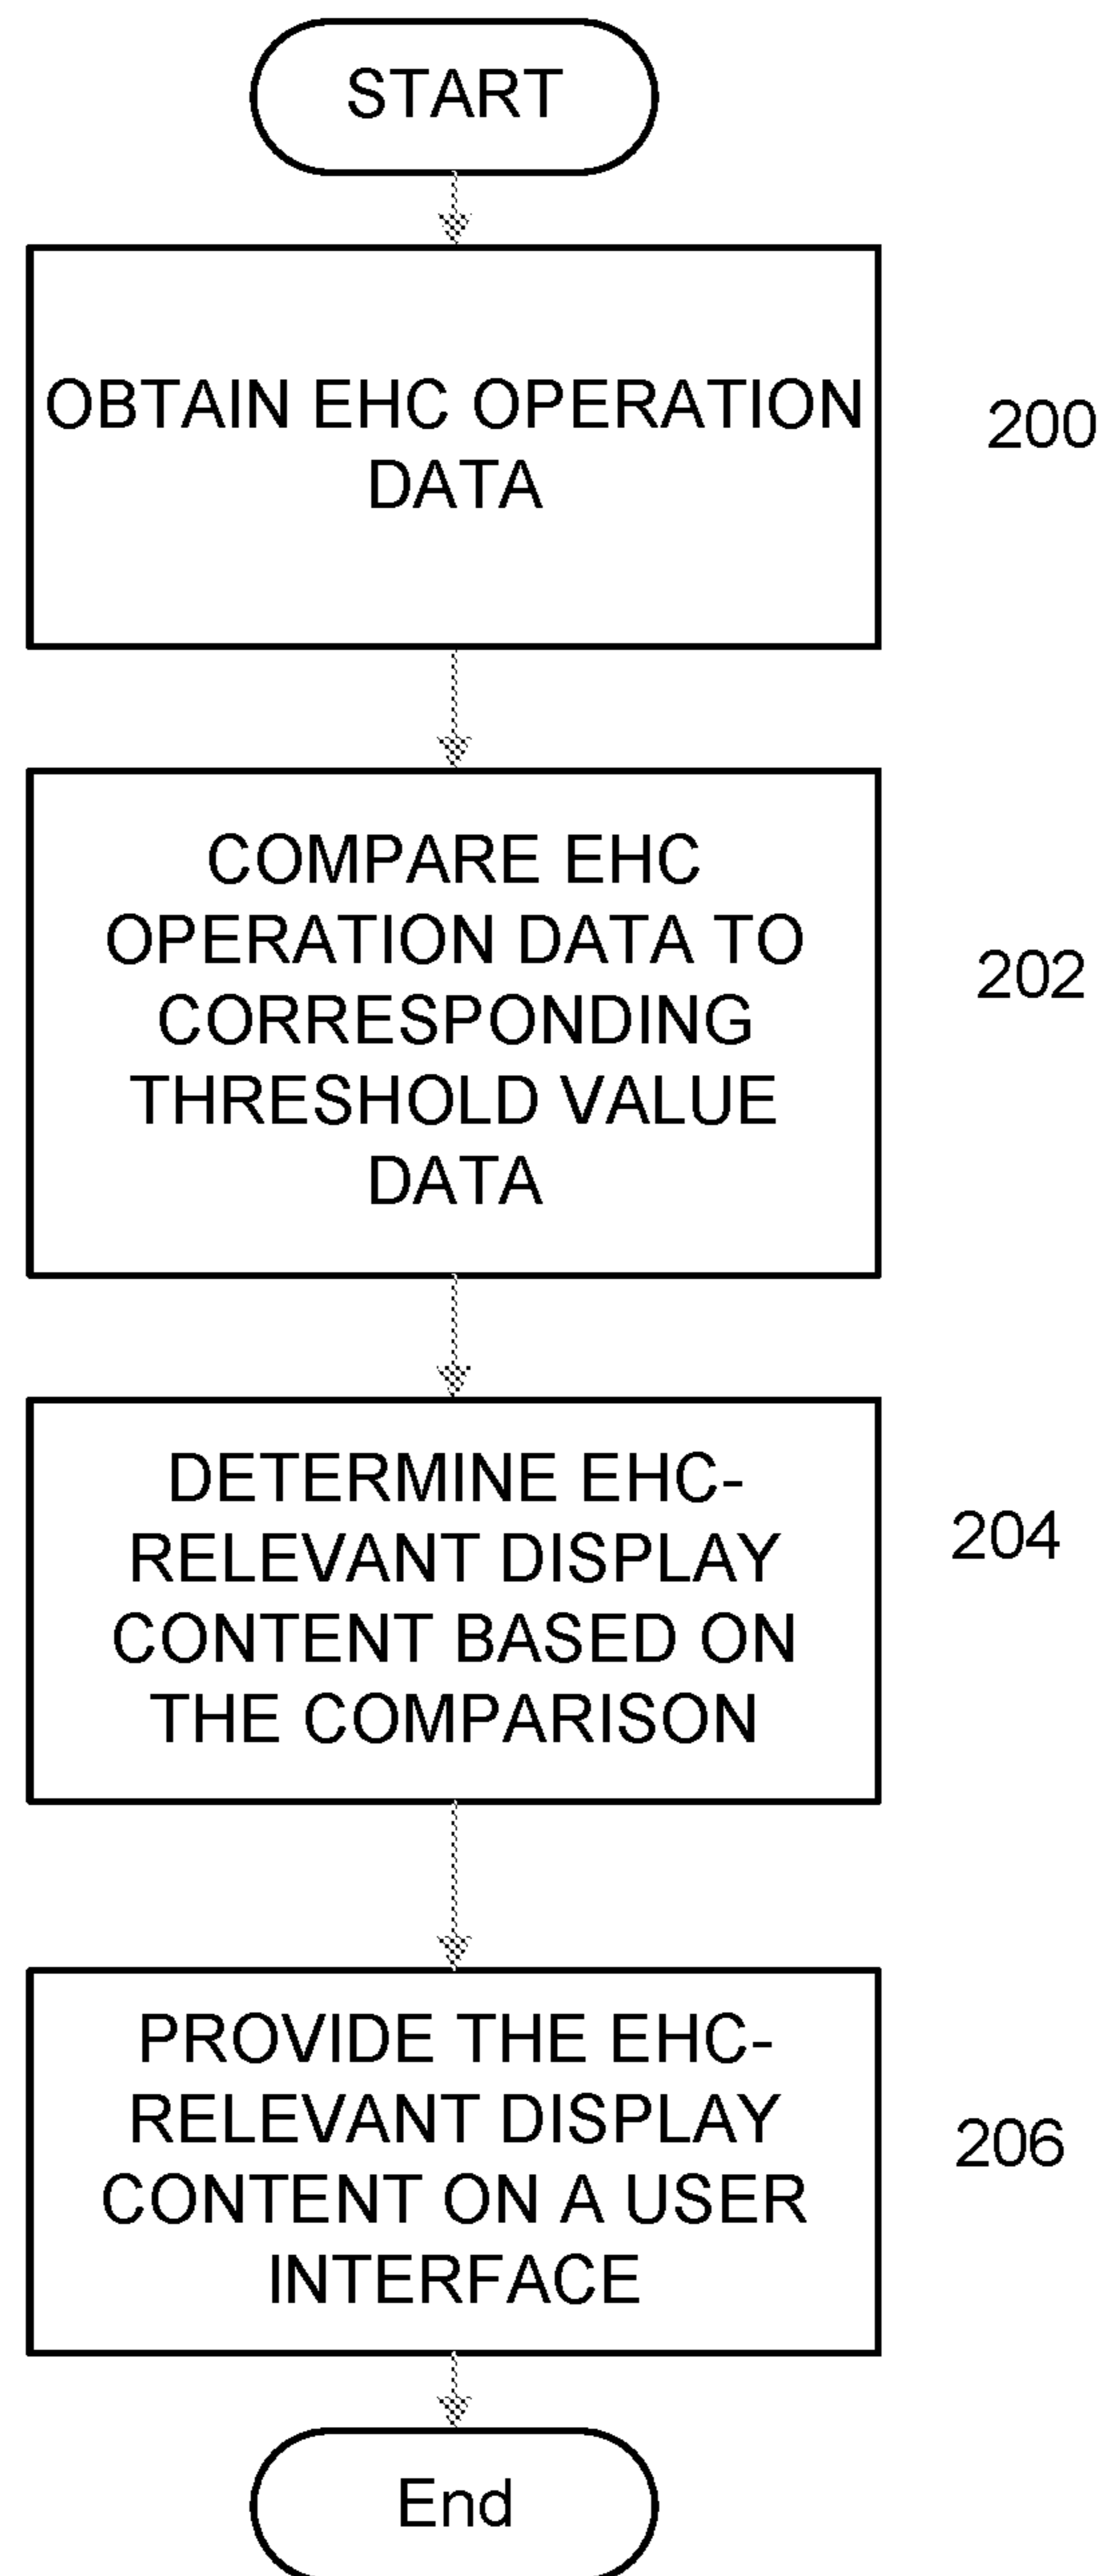 START
OBTAIN EHC OPERATION
DATA
200
COMPARE EHC
OPERATION DATA TO
CORRESPONDING
THRESHOLD VALUE
DATA
202
DETERMINE EHC-
RELEVANT DISPLAY
CONTENT BASED ON
THE COMPARISON
204
PROVIDE THE EHC-
RELEVANT DISPLAY
CONTENT ON A USER
INTERFACE
206
End